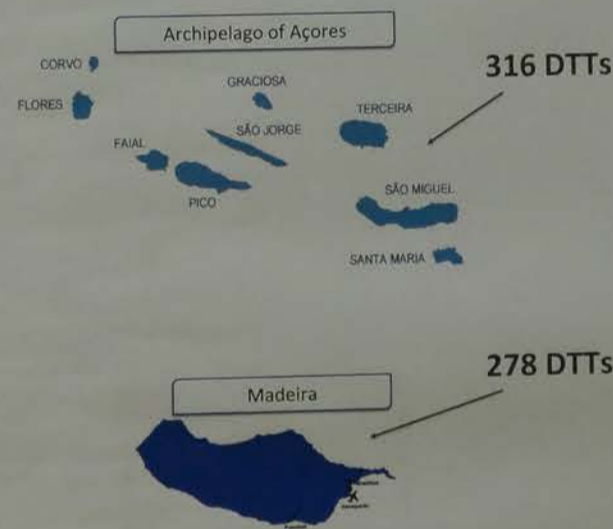 Archipelago of Açores
CORVO
FLORES
GRACIOSA
316 DTTs
TERCEIRA
SÃO JORGE
FAIAL
PICO
SÃO MIGUEL
SANTA MARIA
278 DTTs
Madeira